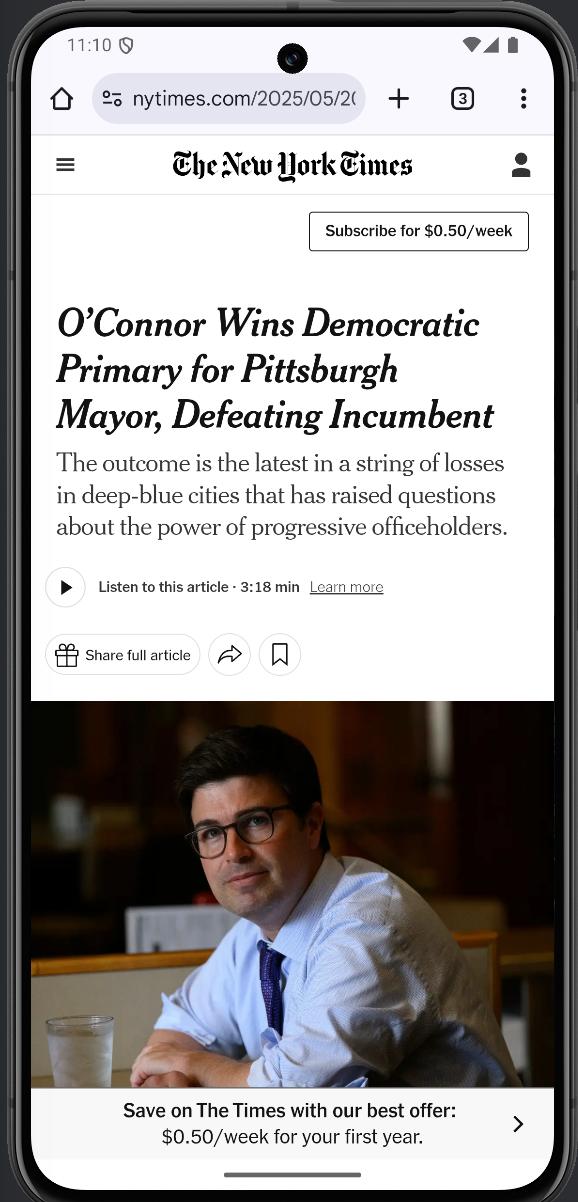 11:10
nytimes.com/2025/05/20
3
The New York Times
Subscribe for $0.50/week
O’Connor Wins Democratic
Primary for Pittsburgh
Mayor, Defeating Incumbent
The outcome is the latest in a string of losses
in deep-blue cities that has raised questions
about the power of progressive officeholders.
Listen to this article · 3:18 min Learn more
Share full article
Save on The Times with our best offer:
$0.50/week for your first year.